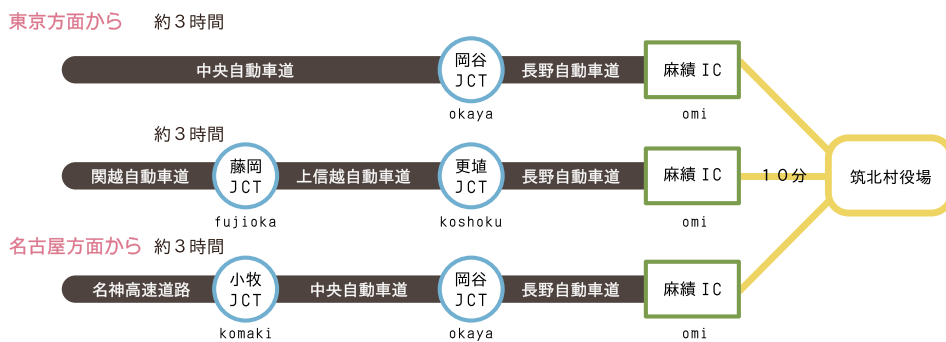 東京方面から 約３時間
中央自動車道 岡谷 JCT 長野自動車道 麻績 IC
okaya omi
約３時間
関越自動車道 藤岡 JCT 上信越自動車道 更埴 JCT 長野自動車道 麻績 IC １０分 筑北村役場
fujioka koshoku omi
名古屋方面から 約３時間
名神高速道路 小牧 JCT 中央自動車道 岡谷 JCT 長野自動車道 麻績 IC
komaki okaya omi